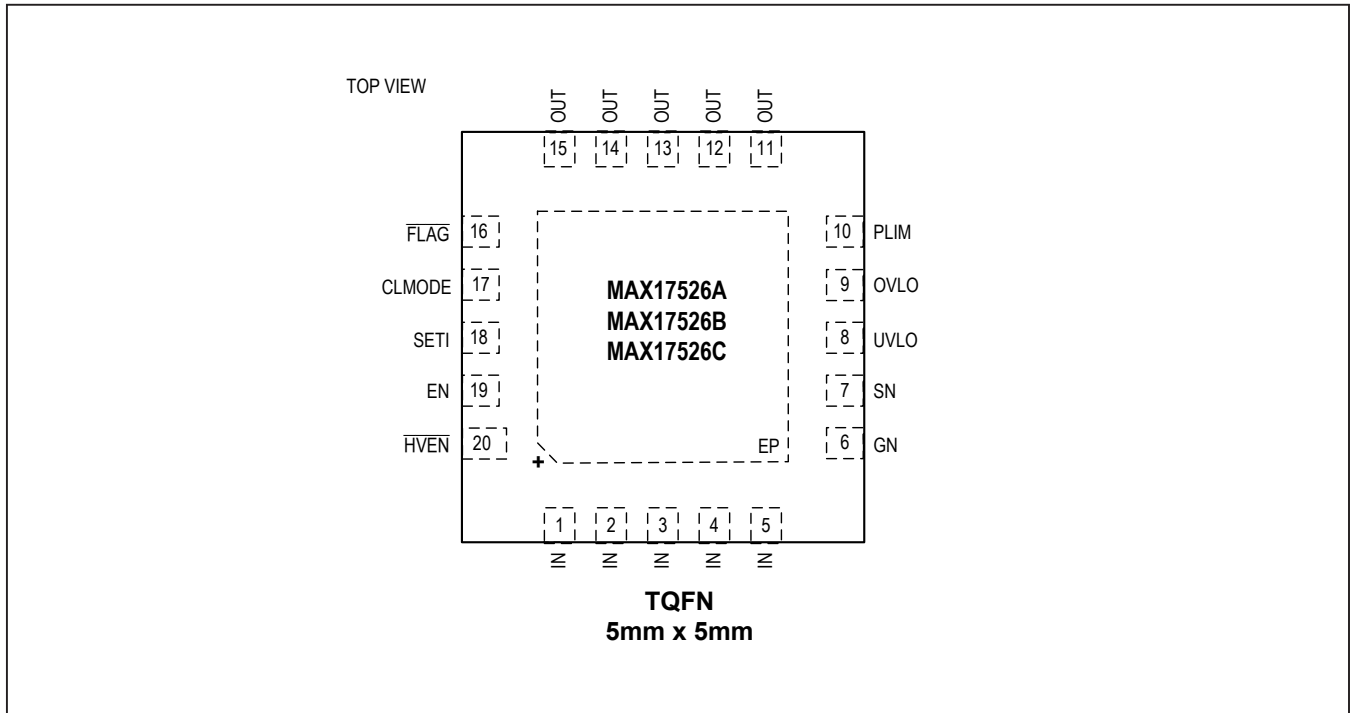 TOP VIEW
OUT OUT OUT OUT OUT
15 14 13 12 11
FLAG 16 10 PLIM
CLMODE 17 9 OVLO
SETI 18 8 UVLO
EN 19 7 SN
HVEN 20 6 GN
MAX17526A
MAX17526B
MAX17526C
EP
+
1 2 3 4 5
IN IN IN IN IN
TQFN
5mm x 5mm